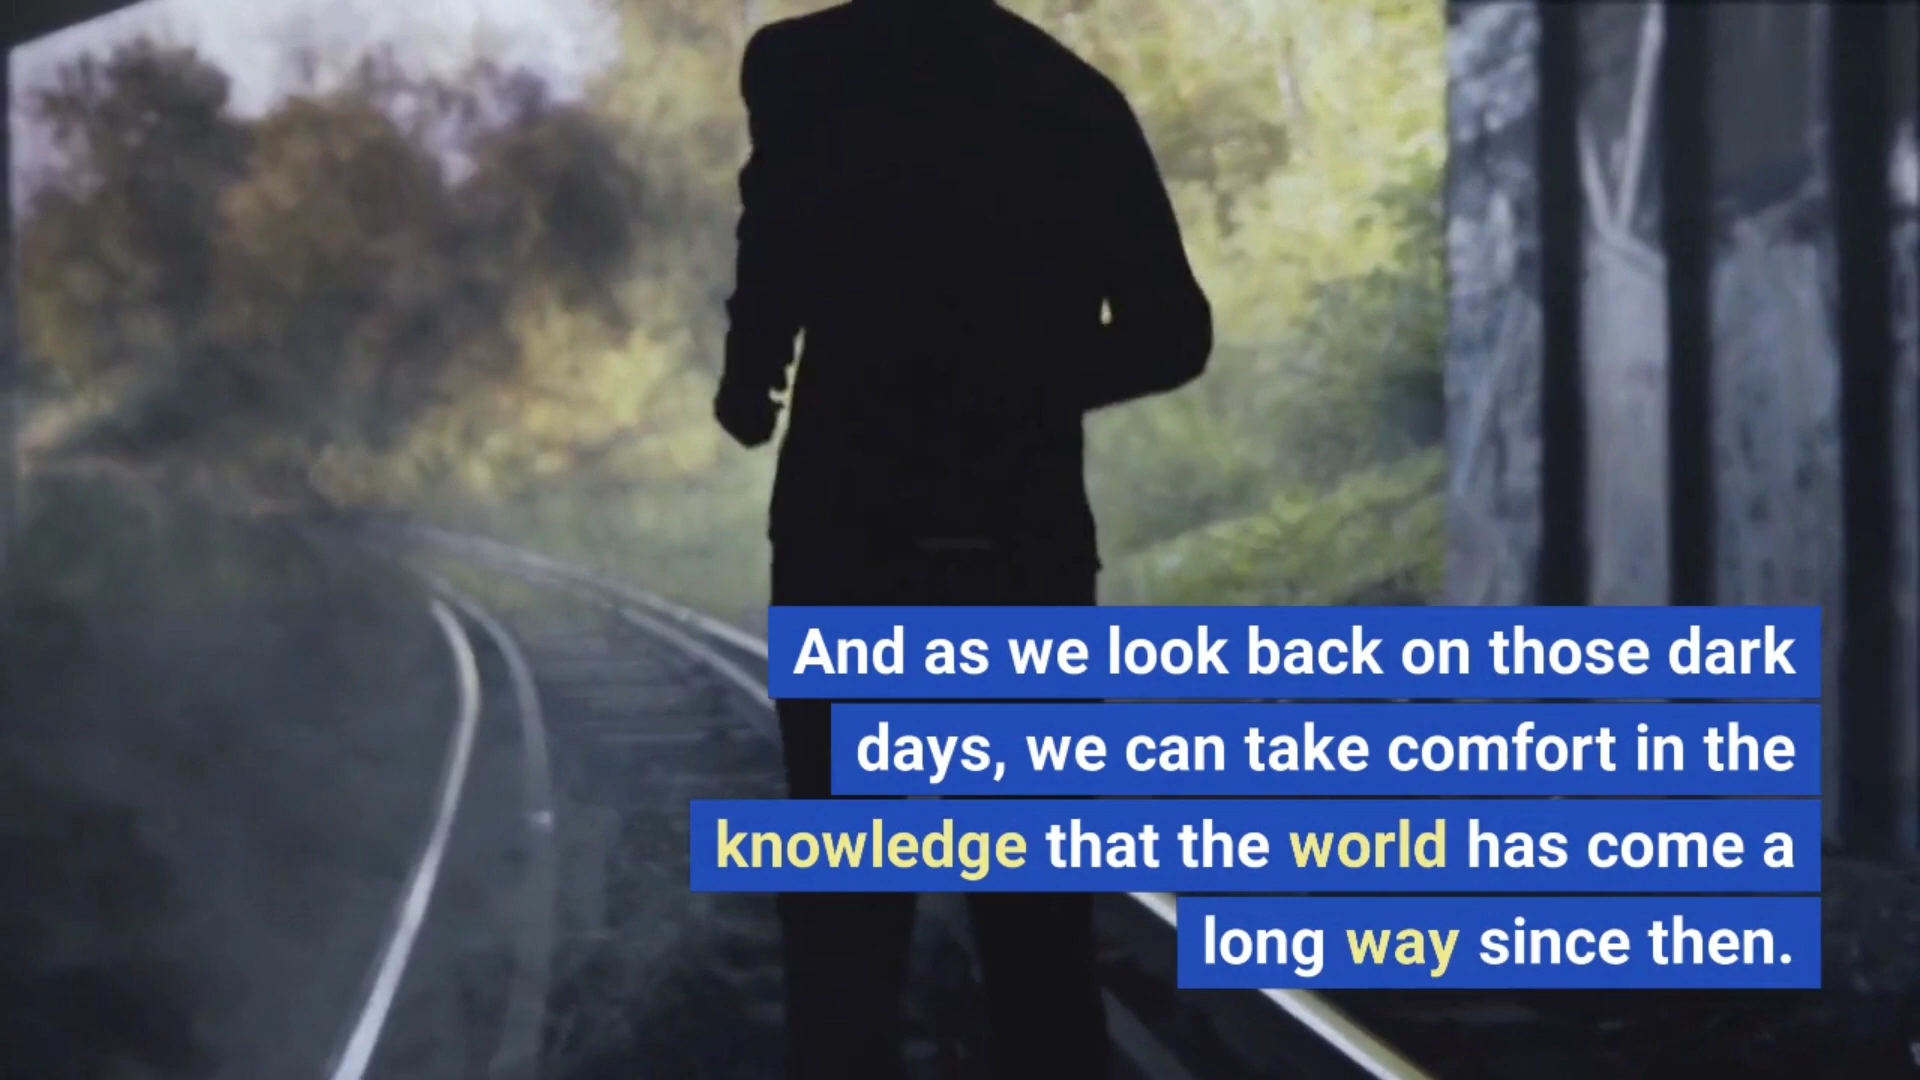 And as we look back on those dark
days, we can take comfort in the
knowledge that the world has come a
long way since then.